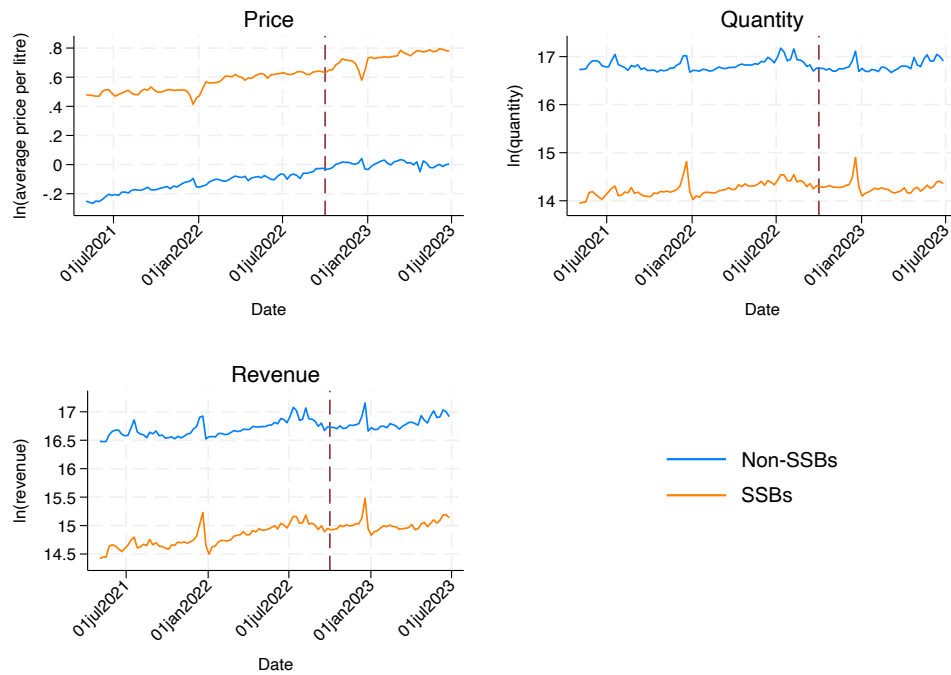 Price
ln(average price per litre)
.8
.6
.4
.2
0
-.2
01jul2021
01jan2022
01jul2022
01jan2023
01jul2023
Date
Quantity
ln(quantity)
17
16
15
14
01jul2021
01jan2022
01jul2022
01jan2023
01jul2023
Date
Revenue
ln(revenue)
17
16.5
16
15.5
15
14.5
01jul2021
01jan2022
01jul2022
01jan2023
01jul2023
Date
Non-SSBs
SSBs